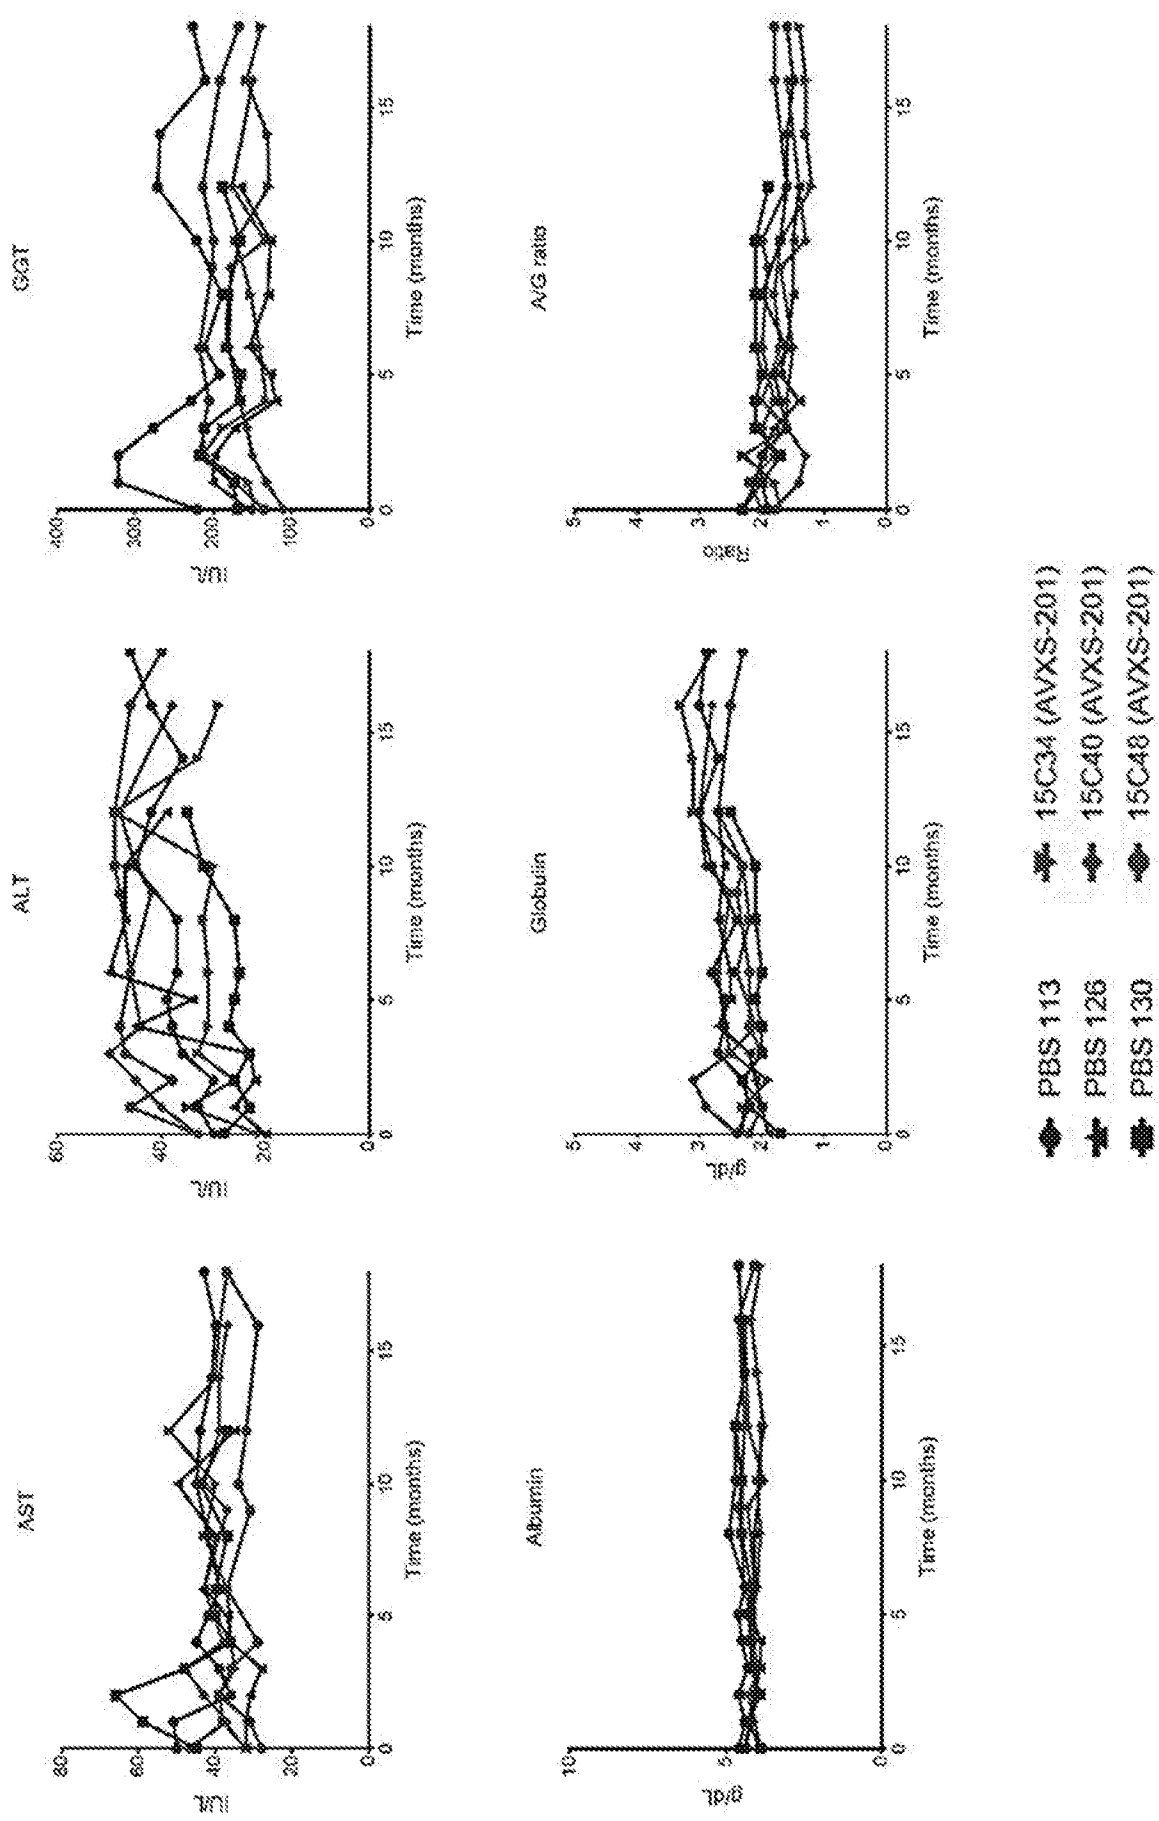 AST
IU/L
80
60
40
20
0
0
5
10
15
Time (months)
ALT
IU/L
60
40
20
0
0
5
10
15
Time (months)
GGT
IU/L
400
300
200
100
0
0
5
10
15
Time (months)
Albumin
g/dL
10
5
0
0
5
10
15
Time (months)
Globulin
g/dL
5
4
3
2
1
0
0
5
10
15
Time (months)
A/G ratio
Ratio
5
4
3
2
1
0
0
5
10
15
Time (months)
PBS 113
PBS 126
PBS 130
15C34 (AVXS-201)
15C40 (AVXS-201)
15C48 (AVXS-201)